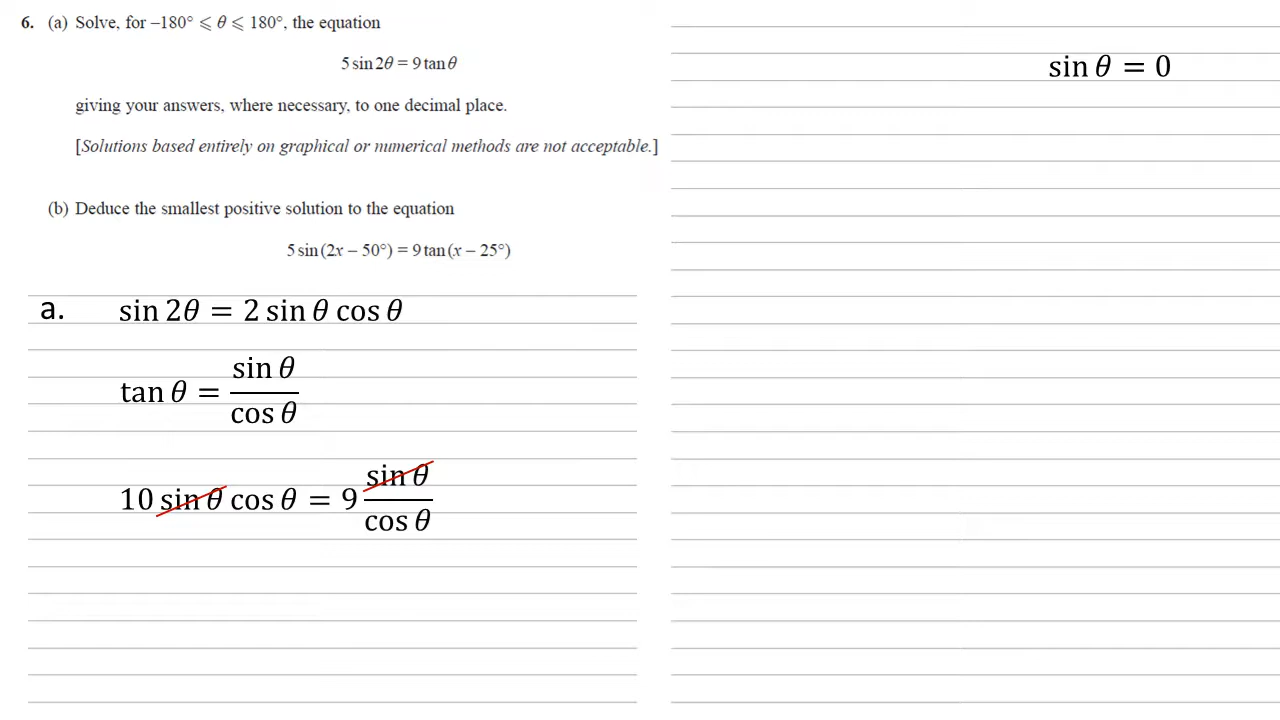 6. (a) Solve, for –180° ⩽ θ ⩽ 180°, the equation
5 sin 2θ = 9 tan θ
giving your answers, where necessary, to one decimal place.
[Solutions based entirely on graphical or numerical methods are not acceptable.]
(b) Deduce the smallest positive solution to the equation
5 sin (2x – 50°) = 9 tan (x – 25°)
a. sin 2θ = 2 sin θ cos θ
tan θ = sin θ / cos θ
10 sin θ cos θ = 9 sin θ / cos θ
sin θ = 0